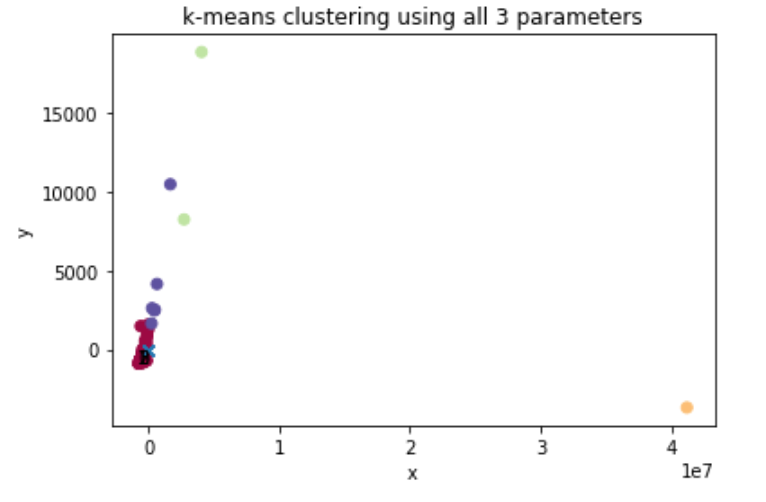 k-means clustering using all 3 parameters
15000
10000
5000
0
y
0 1 2 3 4
1e7
x